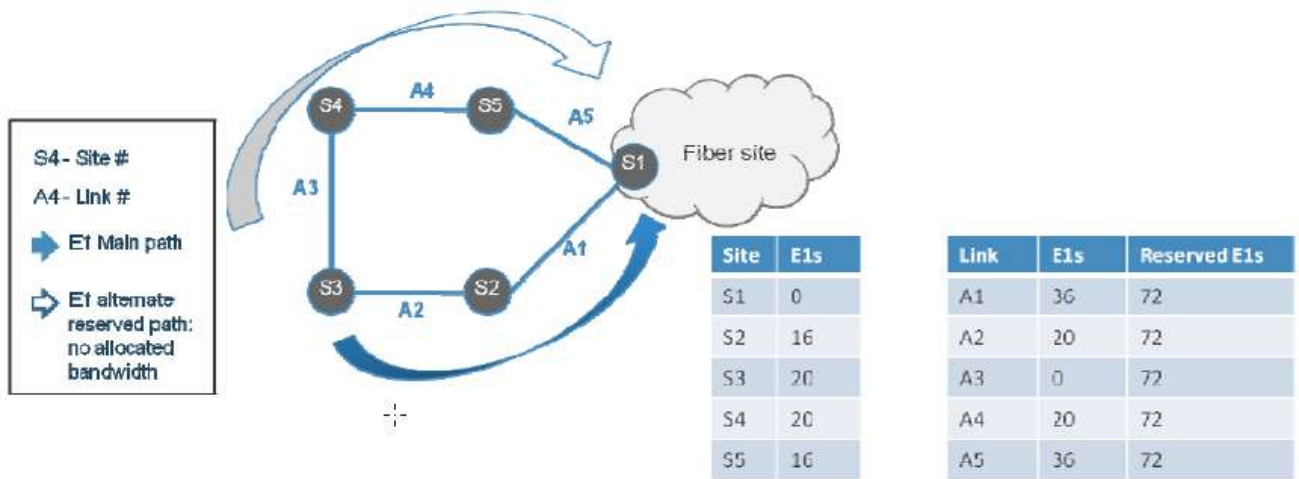 A4
S4
S5
A5
S1
Fiber site
A3
A1
S3
S2
A2
S4 - Site #
A4 - Link #
E1 Main path
E1 alternate
reserved path:
no allocated
bandwidth
Site E1s
S1 0
S2 16
S3 20
S4 20
S5 16
Link E1s Reserved E1s
A1 36 72
A2 20 72
A3 0 72
A4 20 72
A5 36 72